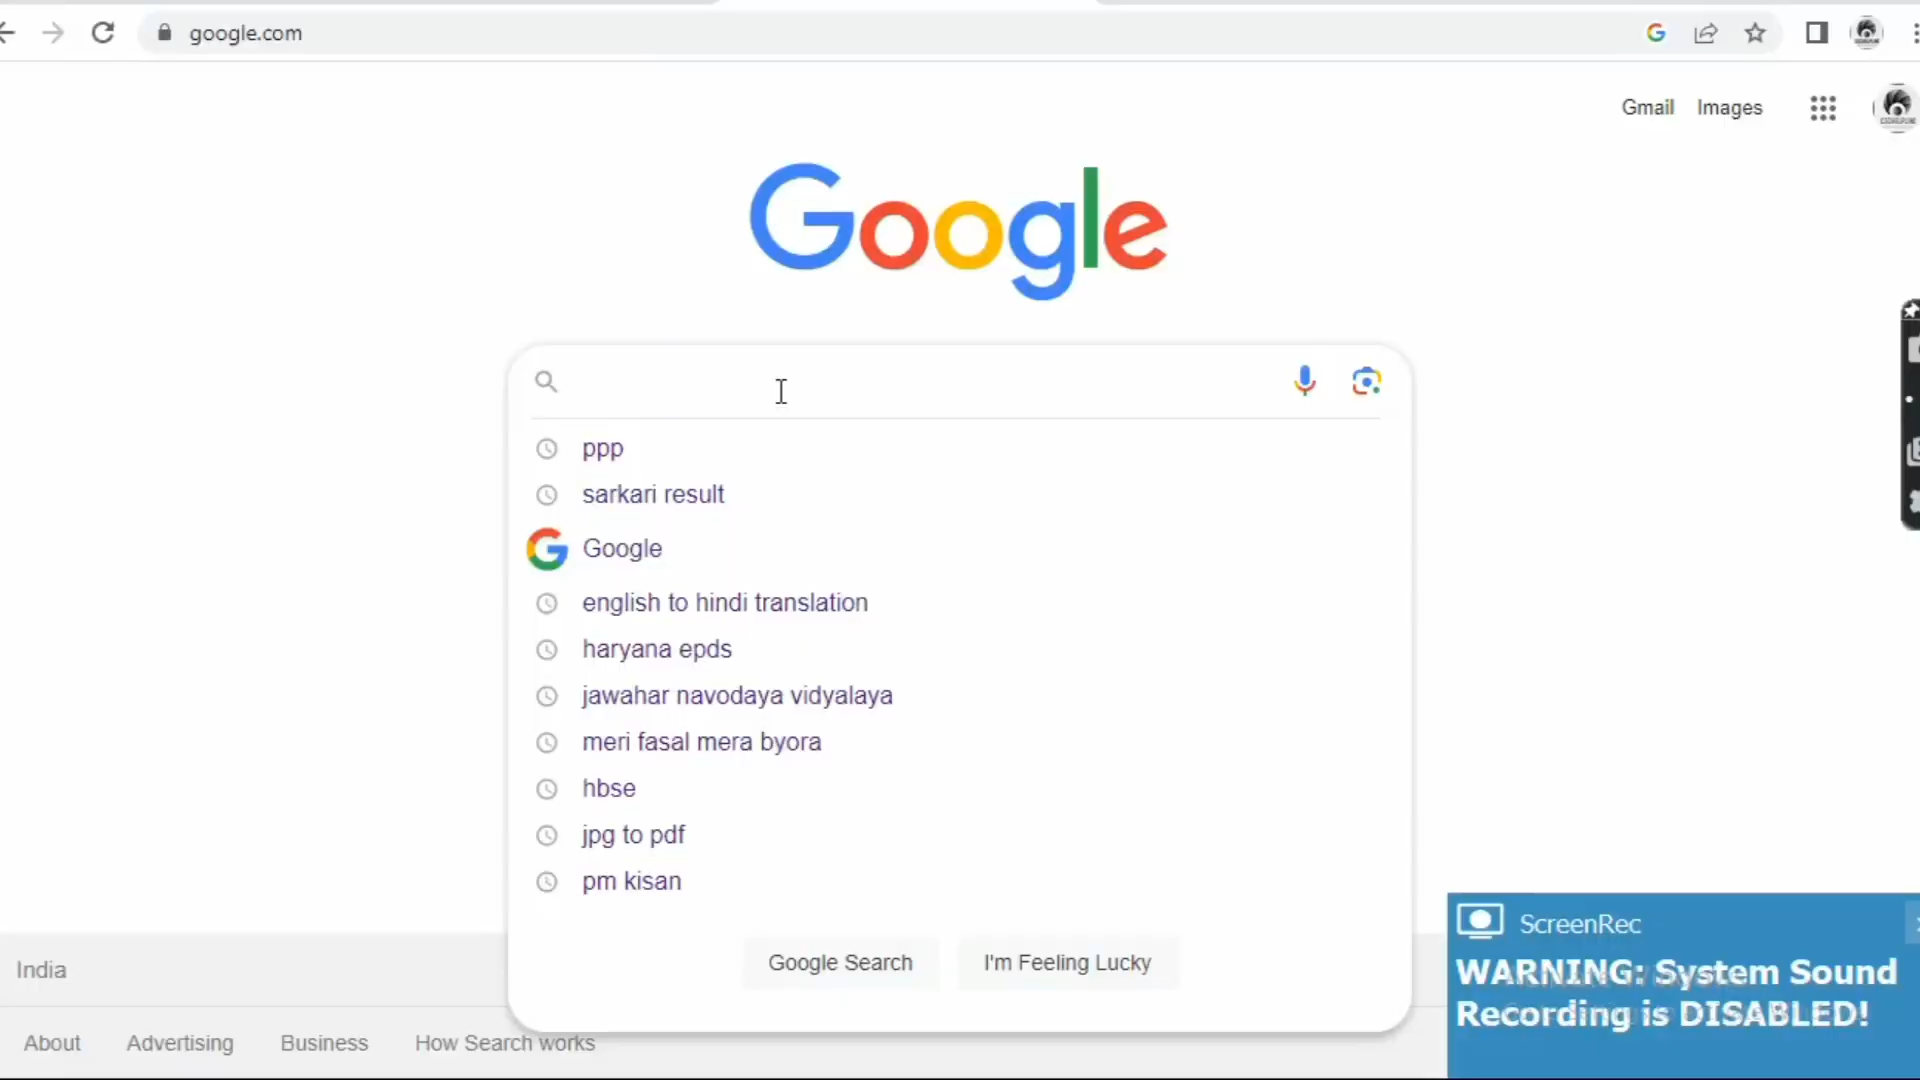 google.com
Gmail Images
Google
ppp
sarkari result
Google
english to hindi translation
haryana epds
jawahar navodaya vidyalaya
meri fasal mera byora
hbse
jpg to pdf
pm kisan
Google Search I'm Feeling Lucky
India
About Advertising Business How Search works
ScreenRec
WARNING: System Sound
Recording is DISABLED!